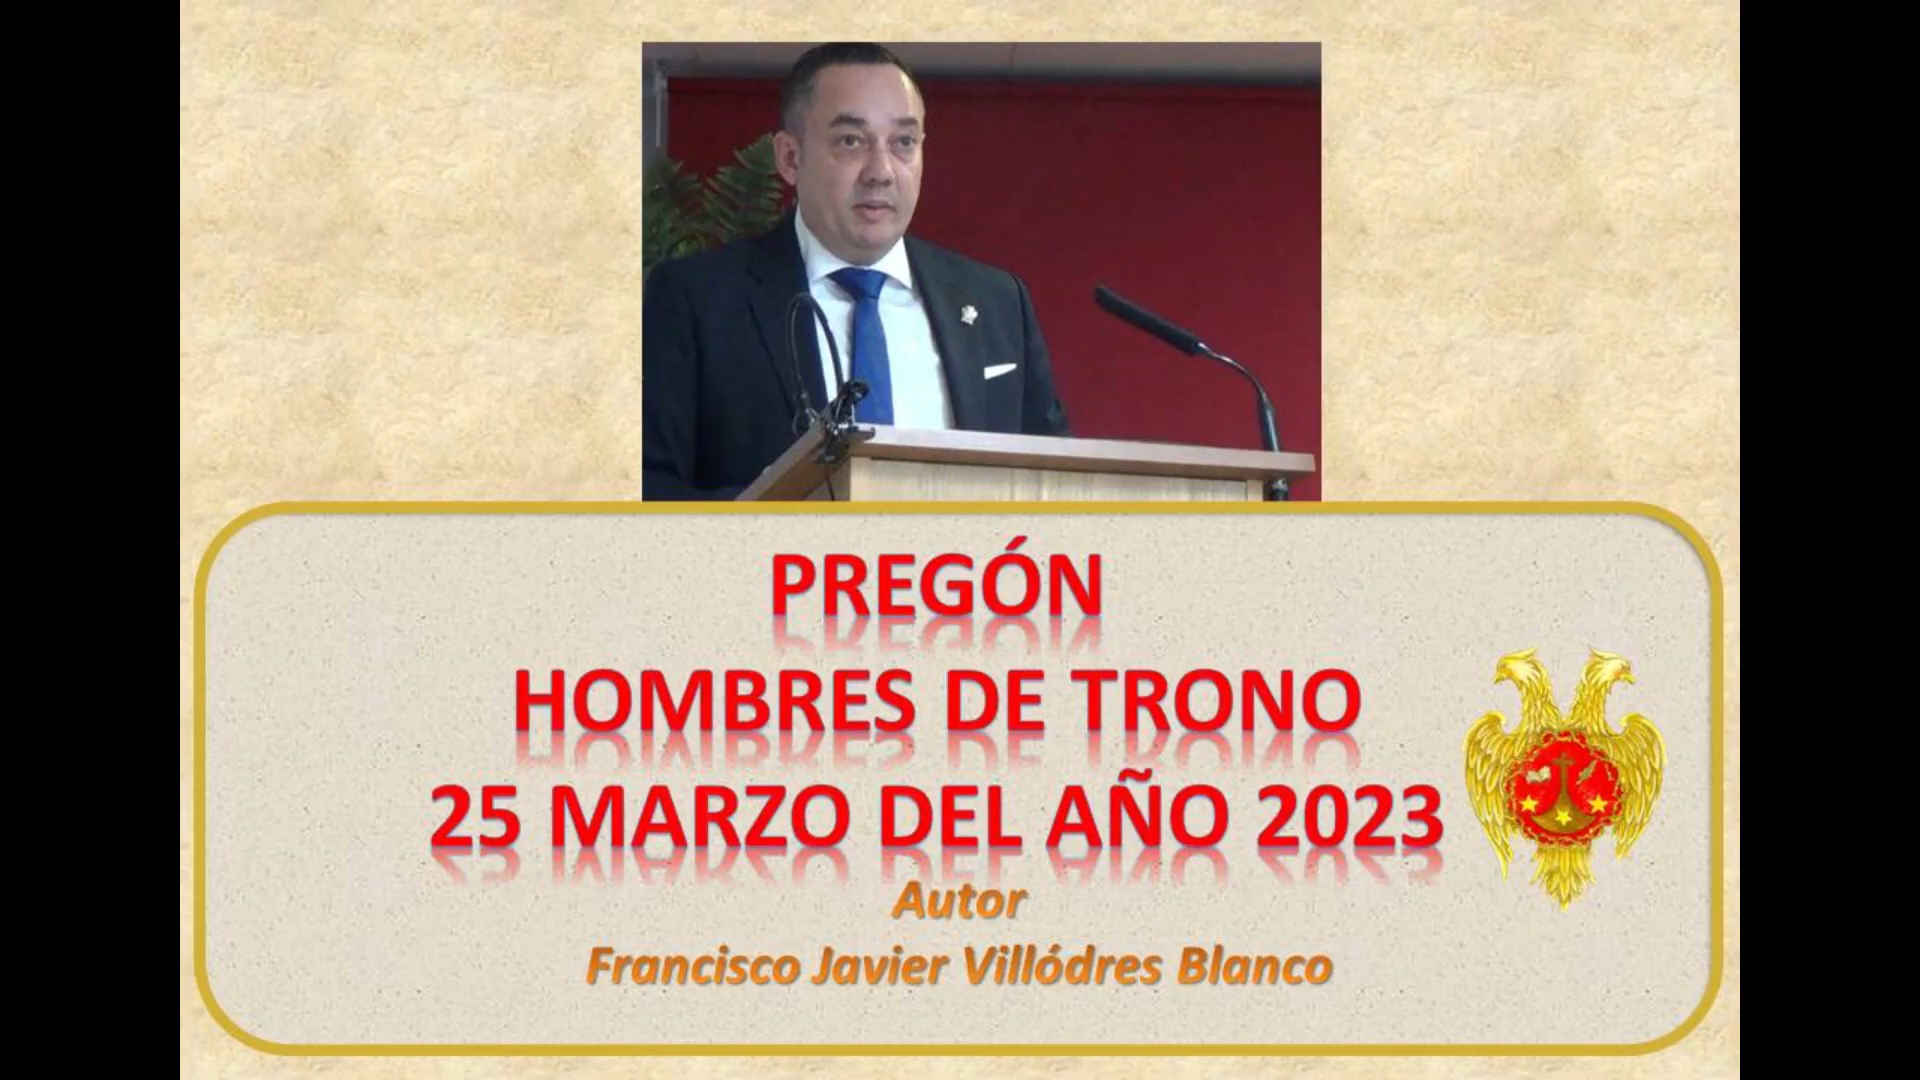 PREGÓN
HOMBRES DE TRONO
25 MARZO DEL AÑO 2023
Autor
Francisco Javier Villódres Blanco